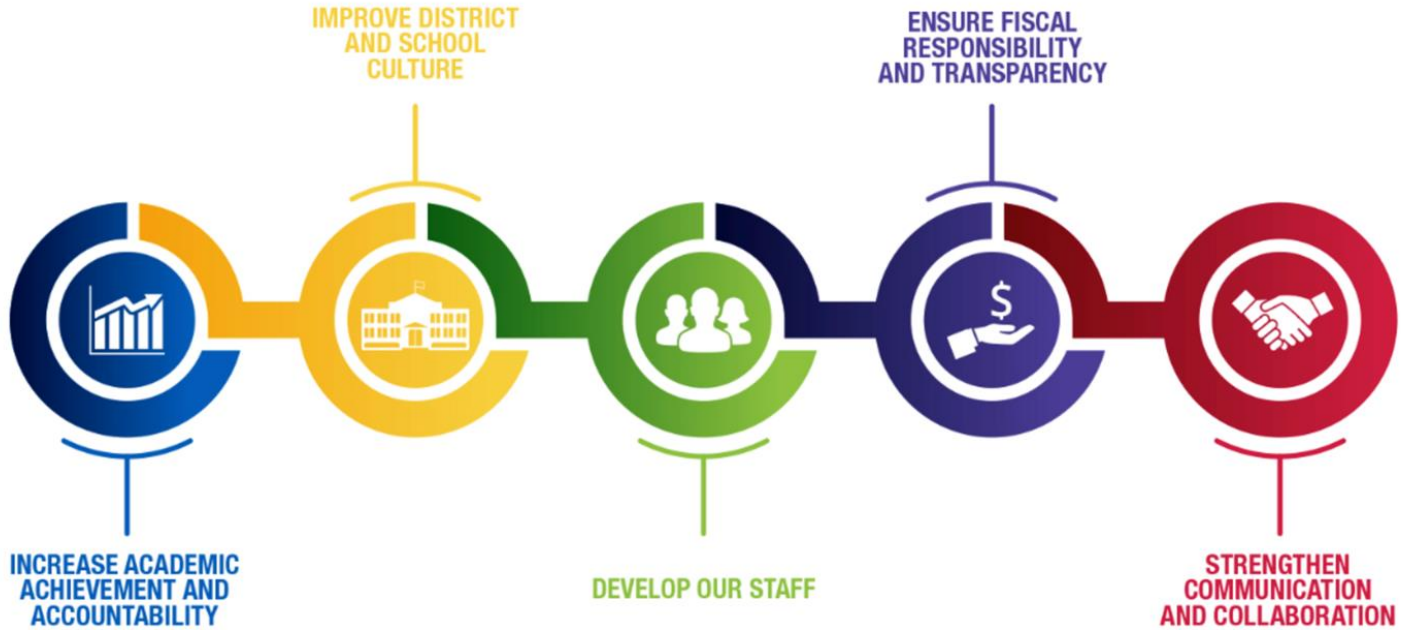 IMPROVE DISTRICT
AND SCHOOL
CULTURE
ENSURE FISCAL
RESPONSIBILITY
AND TRANSPARENCY
$
INCREASE ACADEMIC
ACHIEVEMENT AND
ACCOUNTABILITY
DEVELOP OUR STAFF
STRENGTHEN
COMMUNICATION
AND COLLABORATION